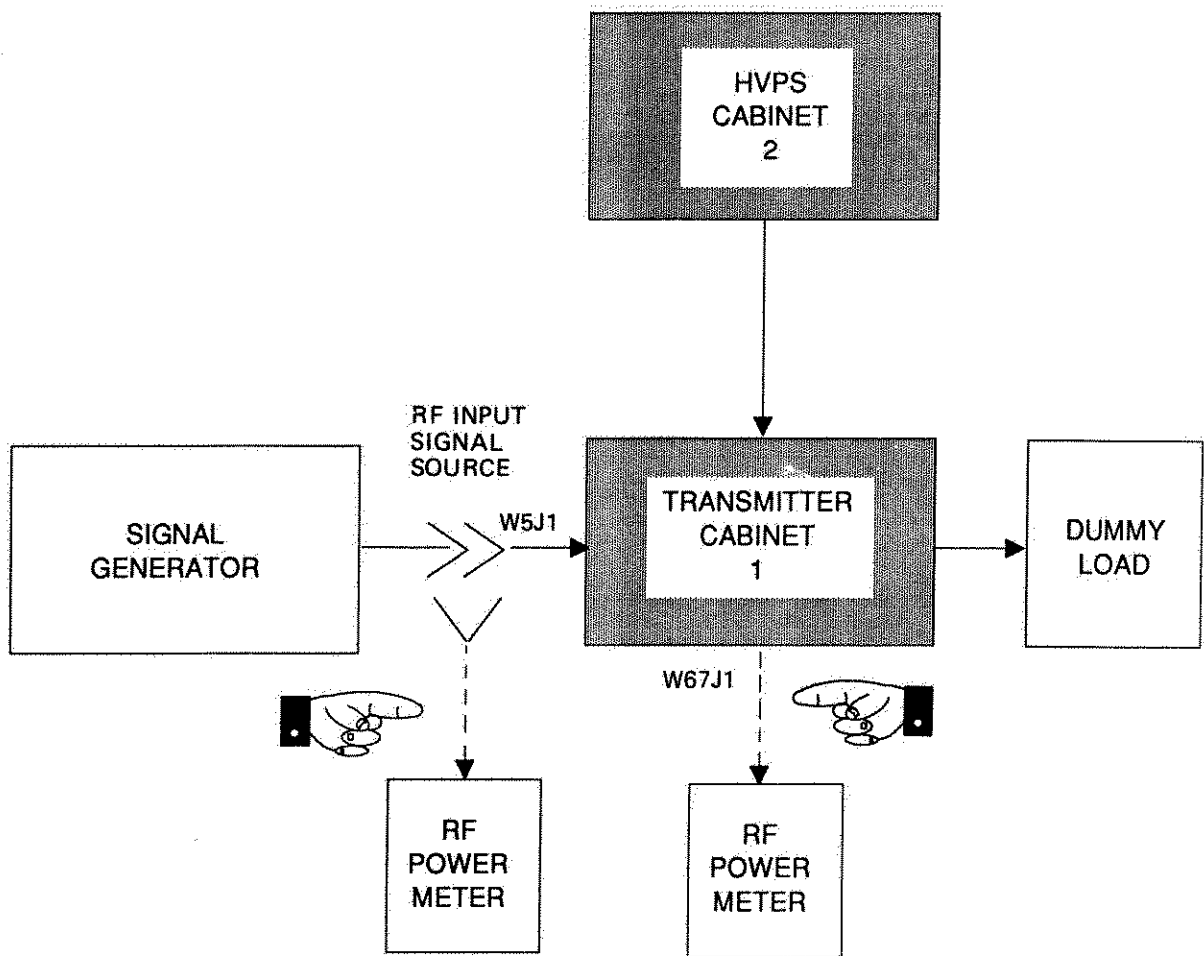 HVPS
CABINET
2
RF INPUT
SIGNAL
SOURCE
W5J1
SIGNAL
GENERATOR
TRANSMITTER
CABINET
1
DUMMY
LOAD
W67J1
RF
POWER
METER
RF
POWER
METER